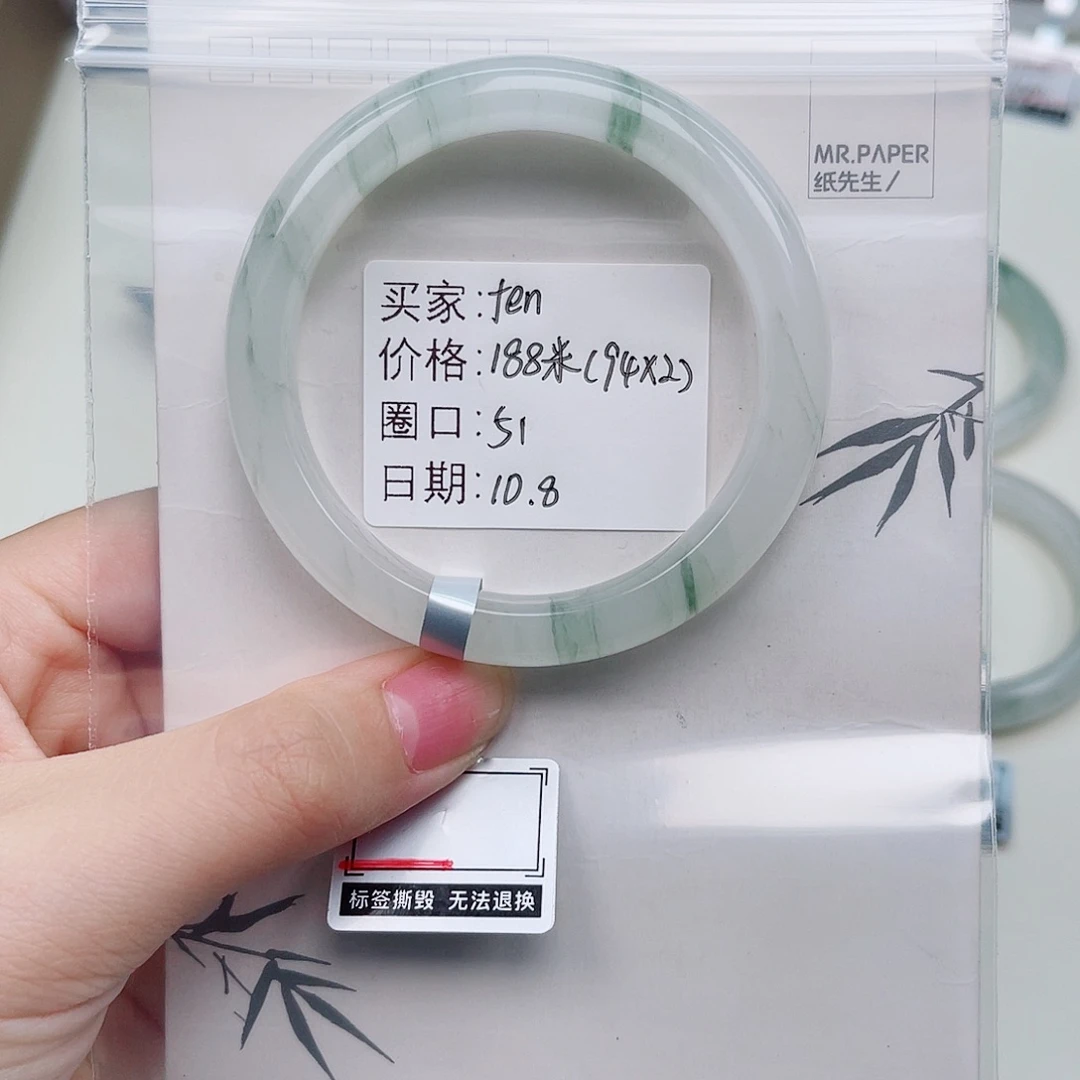 MR.PAPER
纸先生/
买家:fen
价格:188米(94X2)
圈口:51
日期:10.8
标签撕毁 无法退换